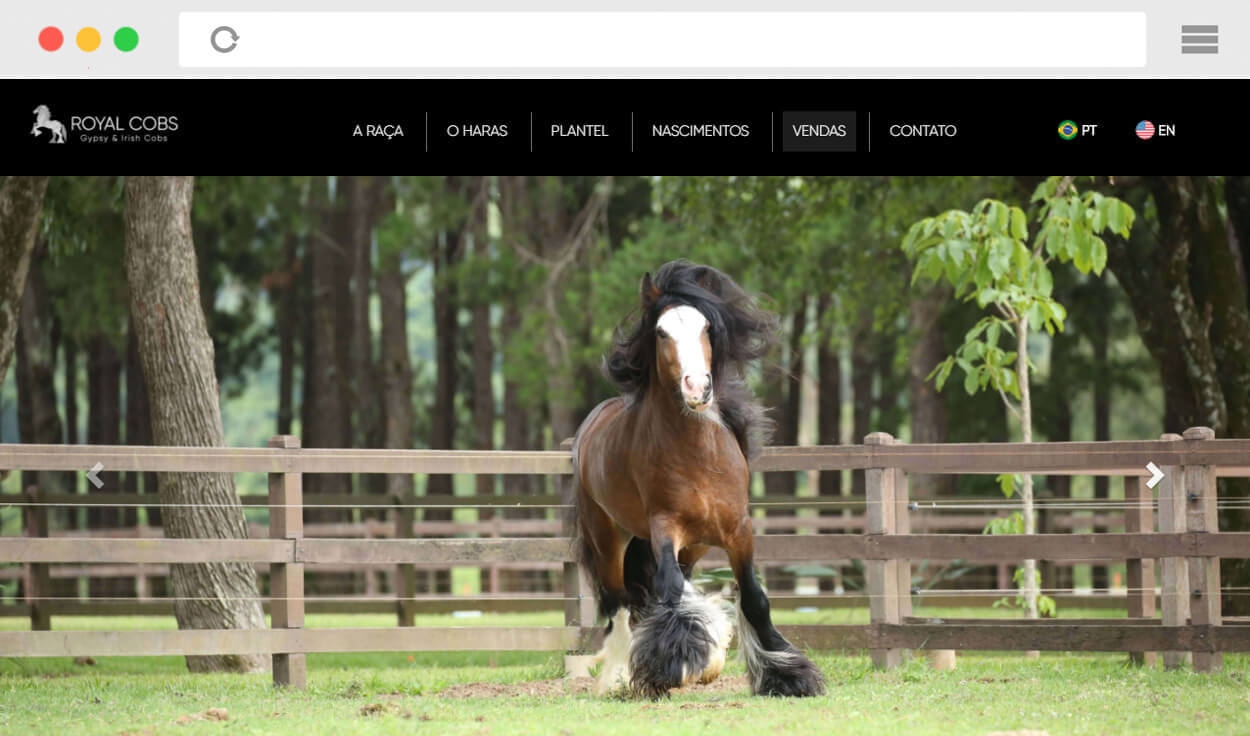 ROYAL COBS
Gypsy & Irish Cobs
A RAÇA
O HARAS
PLANTEL
NASCIMENTOS
VENDAS
CONTATO
PT
EN